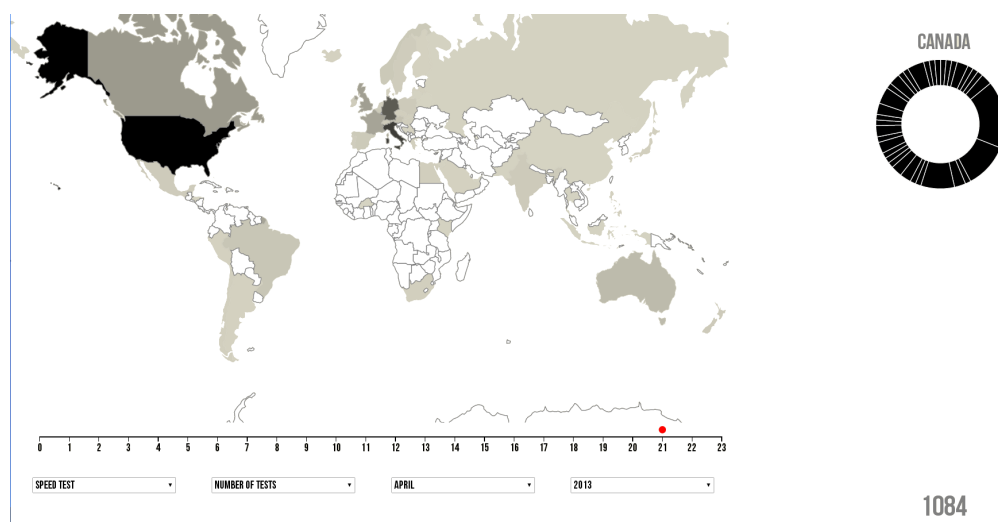 CANADA
0 1 2 3 4 5 6 7 8 9 10 11 12 13 14 15 16 17 18 19 20 21 22 23
SPEED TEST NUMBER OF TESTS APRIL 2013
1084